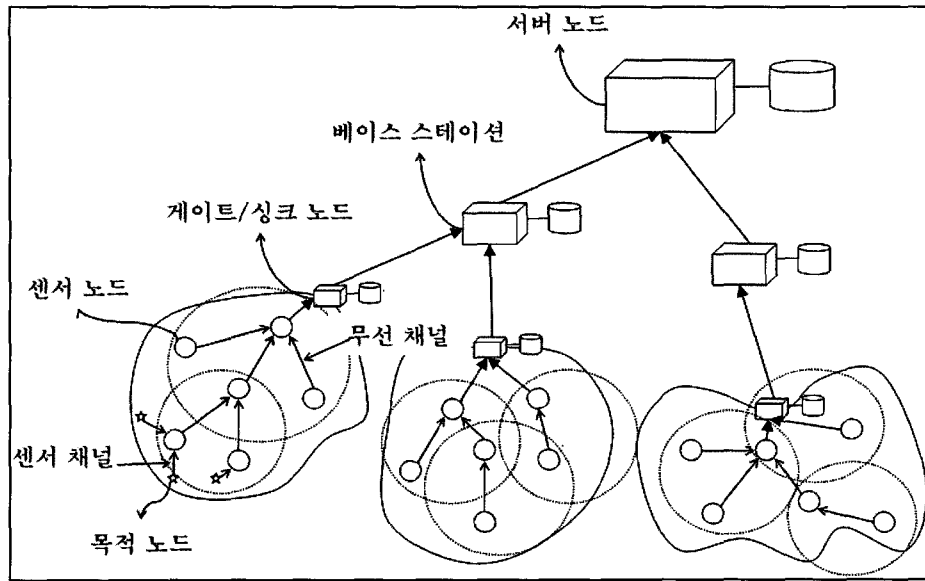 서버 노드
베이스 스테이션
게이트/싱크 노드
센서 노드
무선 채널
센서 채널
목적 노드